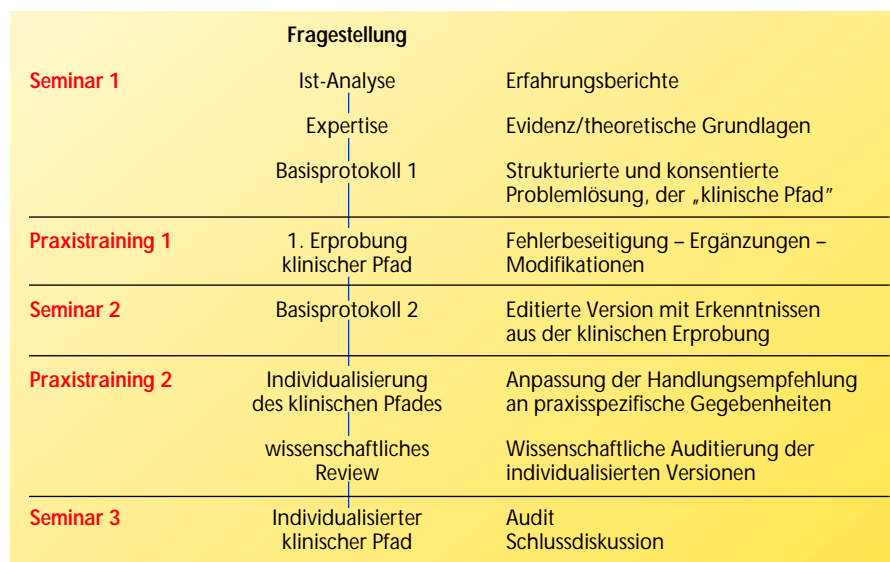 Fragestellung
Seminar 1 Ist-Analyse Erfahrungsberichte
Expertise Evidenz/theoretische Grundlagen
Basisprotokoll 1 Strukturierte und konsentierte
Problemlösung, der „klinische Pfad"
Praxistraining 1 1. Erprobung Fehlerbeseitigung – Ergänzungen –
klinischer Pfad Modifikationen
Seminar 2 Basisprotokoll 2 Editierte Version mit Erkenntnissen
aus der klinischen Erprobung
Praxistraining 2 Individualisierung Anpassung der Handlungsempfehlung
des klinischen Pfades an praxisspezifische Gegebenheiten
wissenschaftliches Wissenschaftliche Auditierung der
Review individualisierten Versionen
Seminar 3 Individualisierter Audit
klinischer Pfad Schlussdiskussion